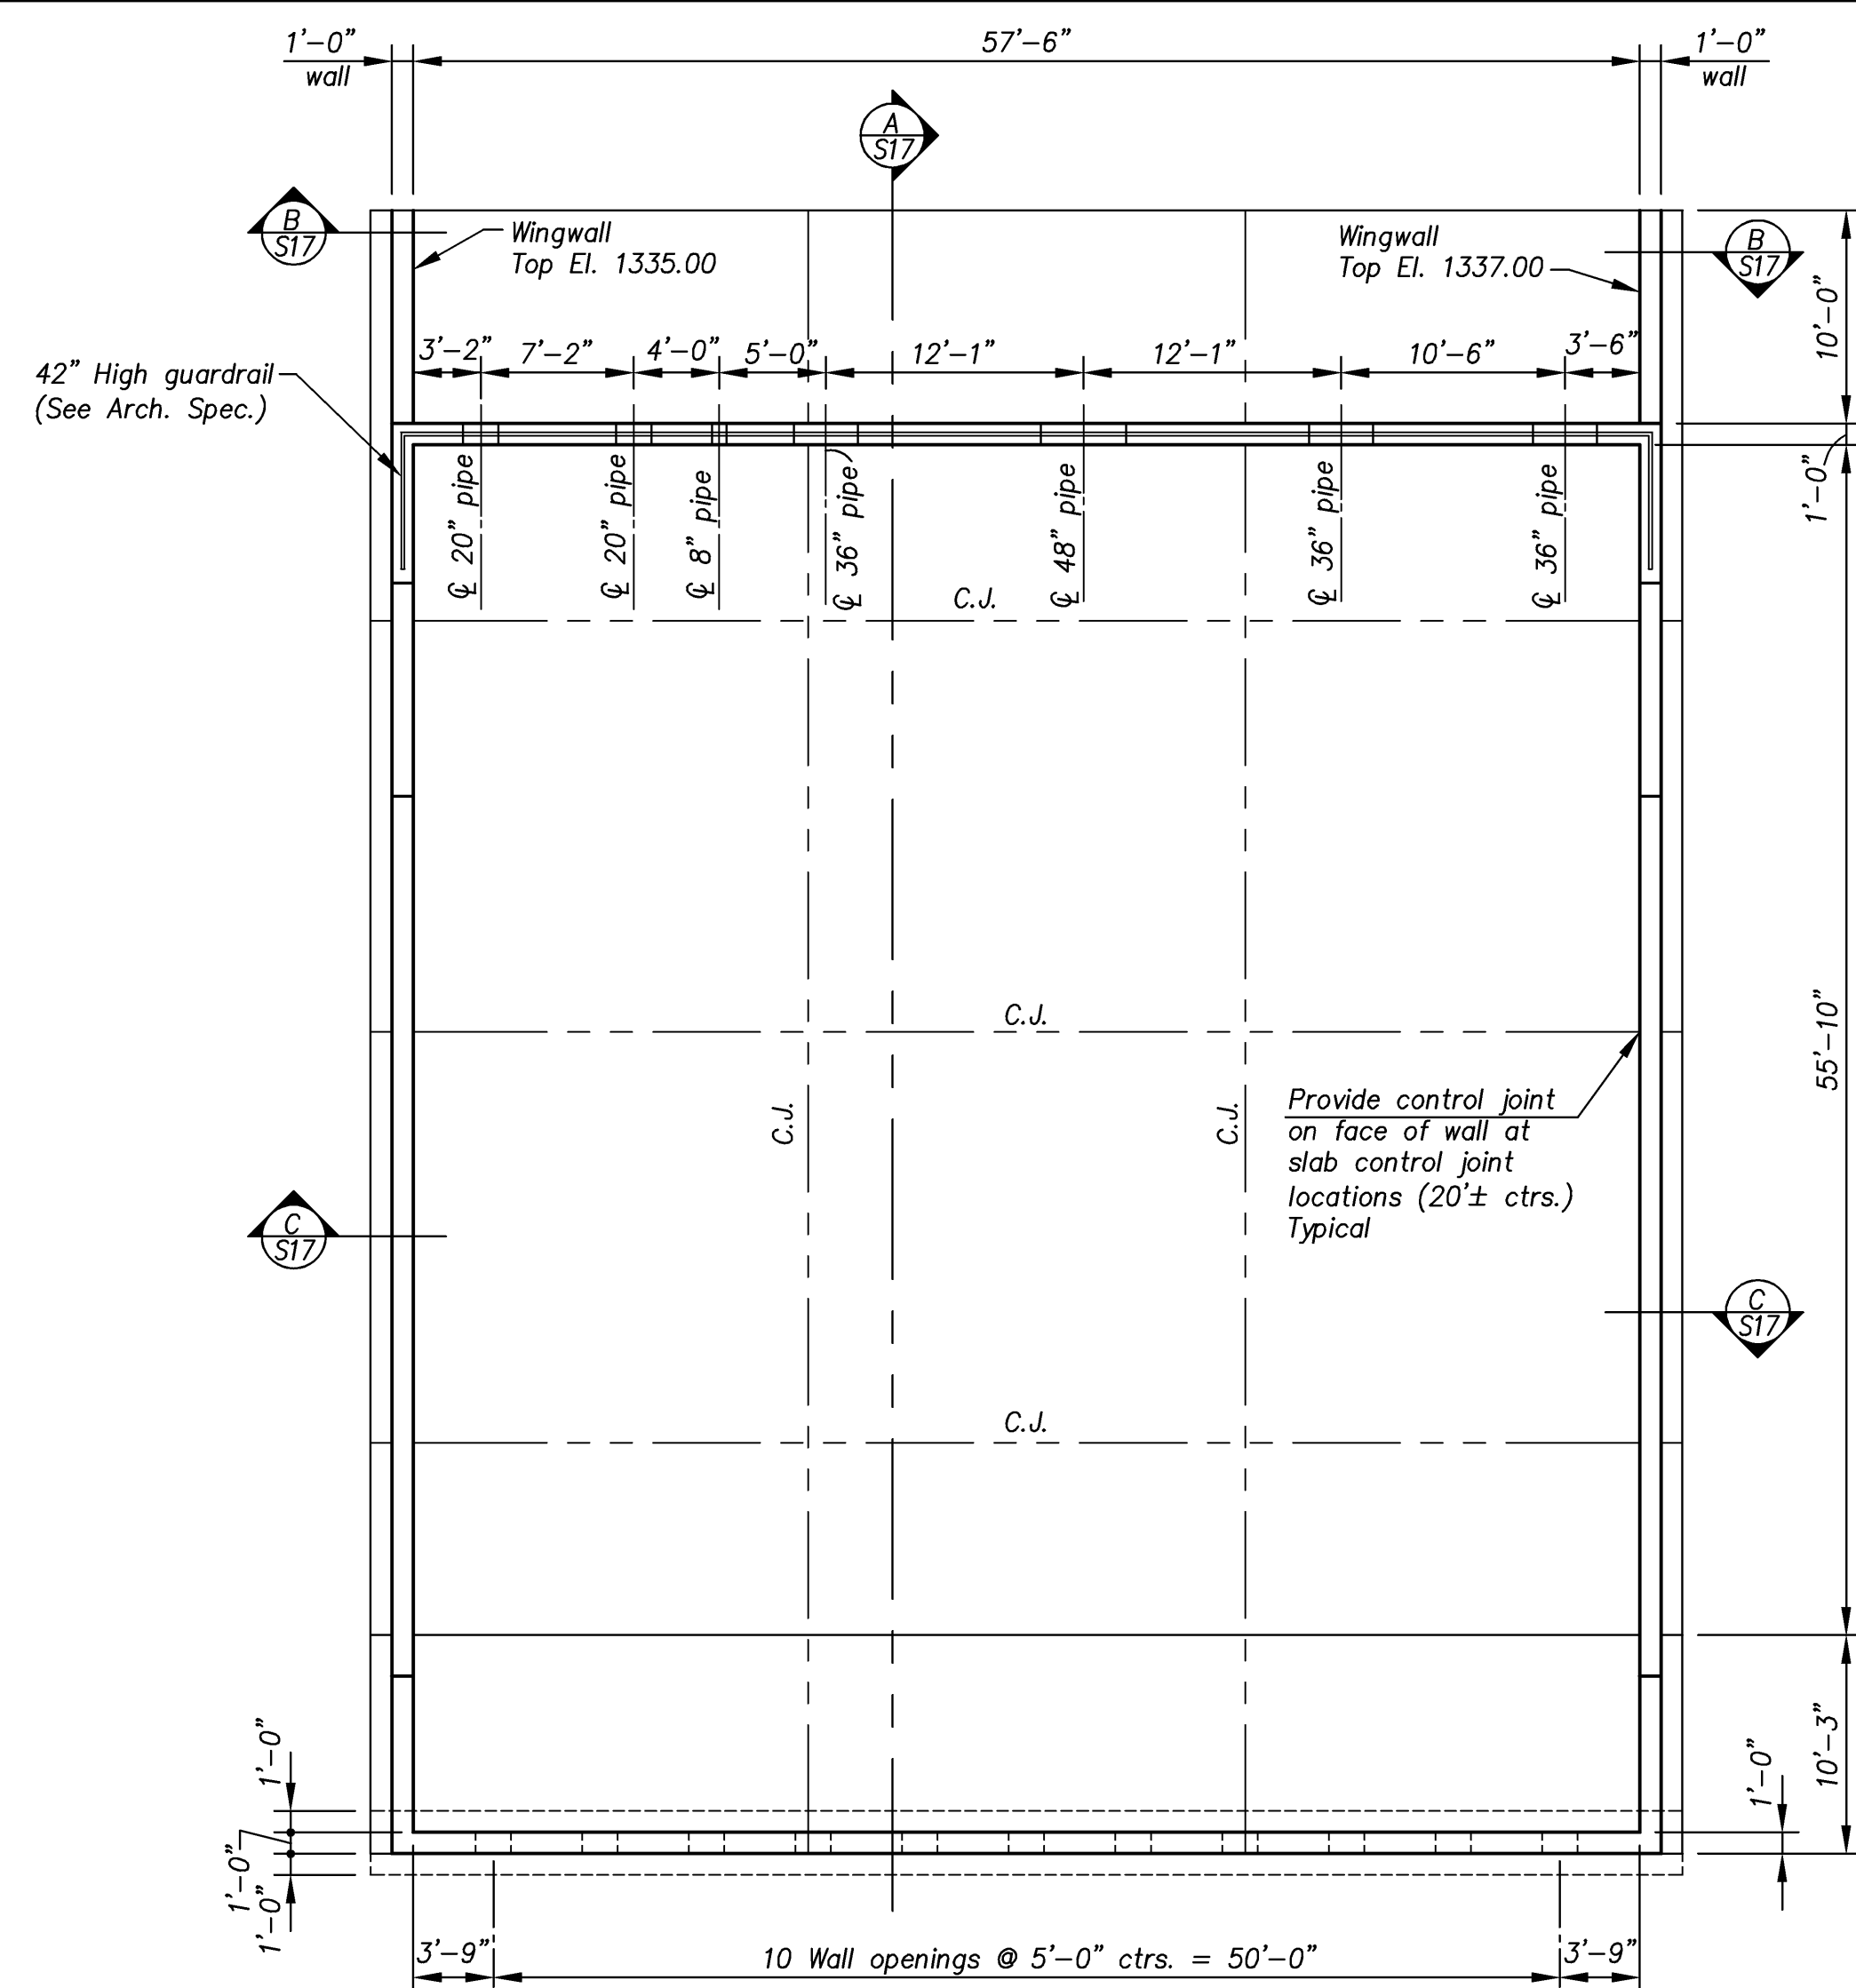 1'-0"
wall
57'-6"
1'-0"
wall
A
S17
B
S17
Wingwall
Top El. 1335.00
Wingwall
Top El. 1337.00
B
S17
10'-0"
42" High guardrail
(See Arch. Spec.)
3'-2"
7'-2"
4'-0"
5'-0"
12'-1"
12'-1"
10'-6"
3'-6"
1'-0"
℄ 20" pipe
℄ 20" pipe
℄ 8" pipe
℄ 36" pipe
℄ 48" pipe
℄ 36" pipe
℄ 36" pipe
C.J.
C.J.
55'-10"
C.J.
C.J.
Provide control joint
on face of wall at
slab control joint
locations (20'± ctrs.)
Typical
C
S17
C
S17
C.J.
1'-0"
1'-0"
1'-0"
1'-0"
10'-3"
3'-9"
10 Wall openings @ 5'-0" ctrs. = 50'-0"
3'-9"